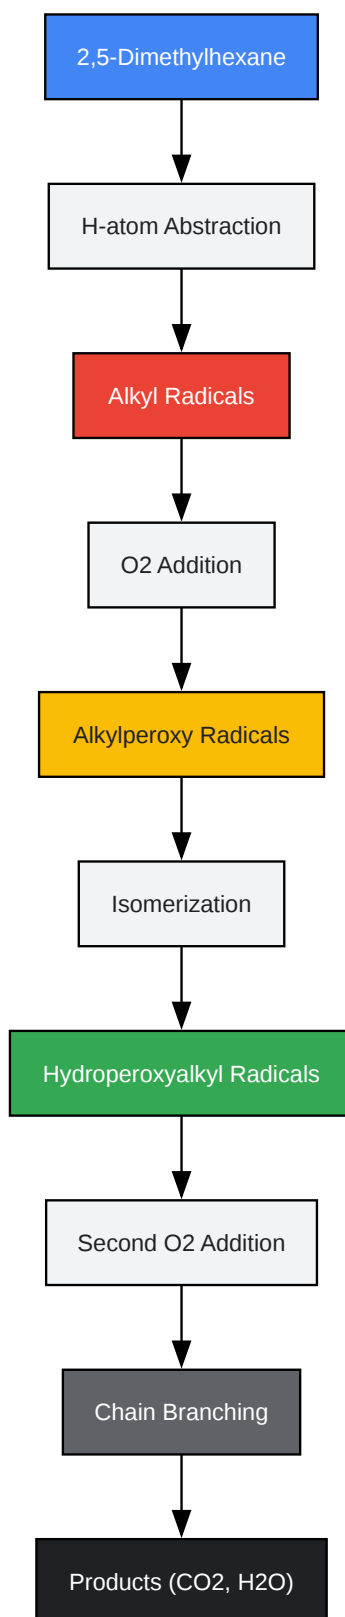 2,5-Dimethylhexane
H-atom Abstraction
Alkyl Radicals
O2 Addition
Alkylperoxy Radicals
Isomerization
Hydroperoxyalkyl Radicals
Second O2 Addition
Chain Branching
Products (CO2, H2O)